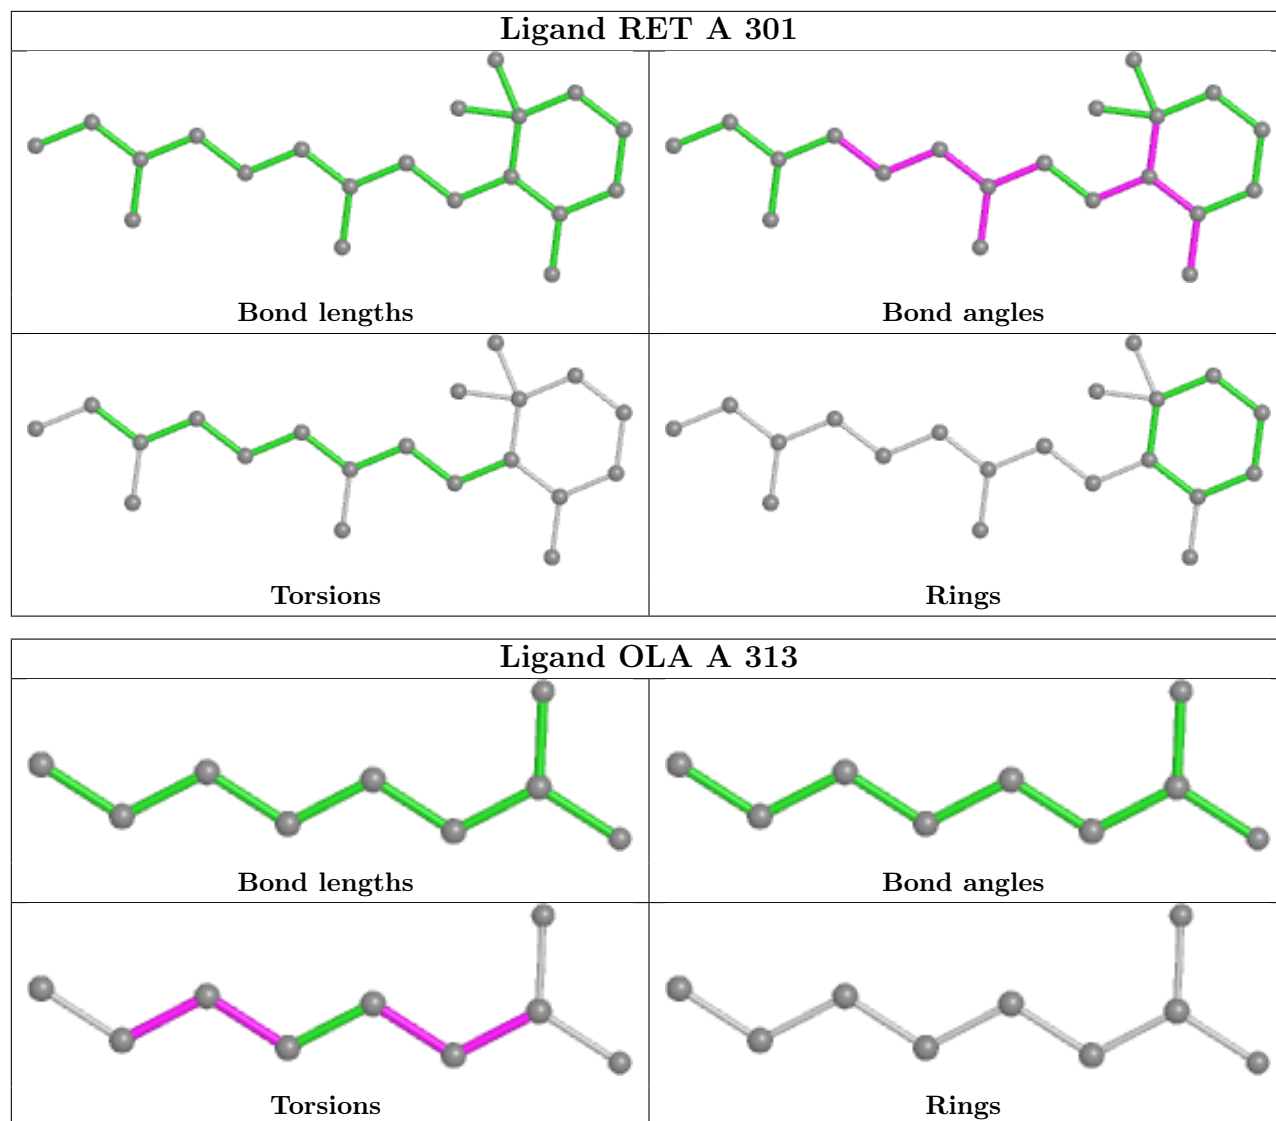 Ligand RET A 301
Bond lengths
Bond angles
Torsions
Rings
Ligand OLA A 313
Bond lengths
Bond angles
Torsions
Rings